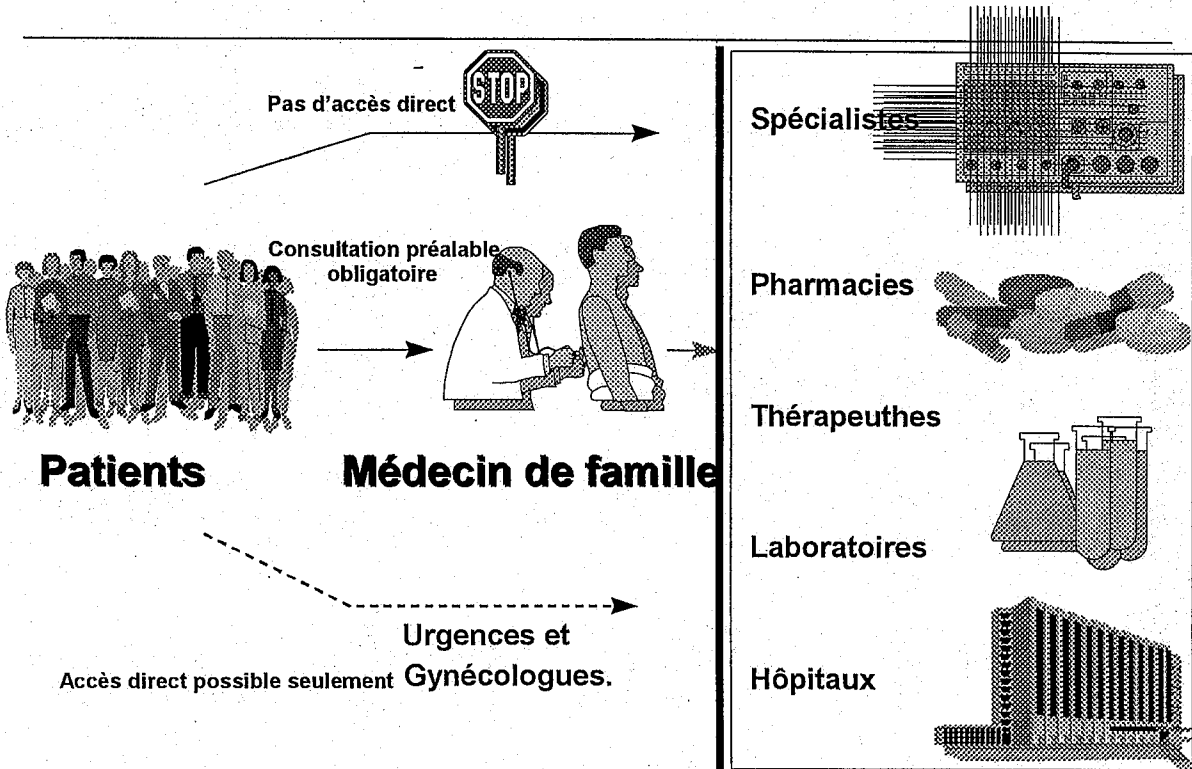 Pas d'accès direct
STOP
Consultation préalable
obligatoire
Patients
Médecin de famille
Urgences et
Accès direct possible seulement Gynécologues.
Spécialistes
Pharmacies
Thérapeuthes
Laboratoires
Hôpitaux